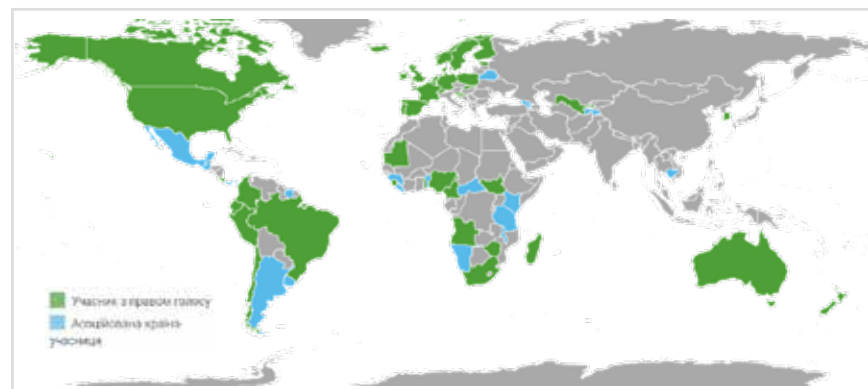 Учасник з правом голосу
Асоційована країна-
учасниця